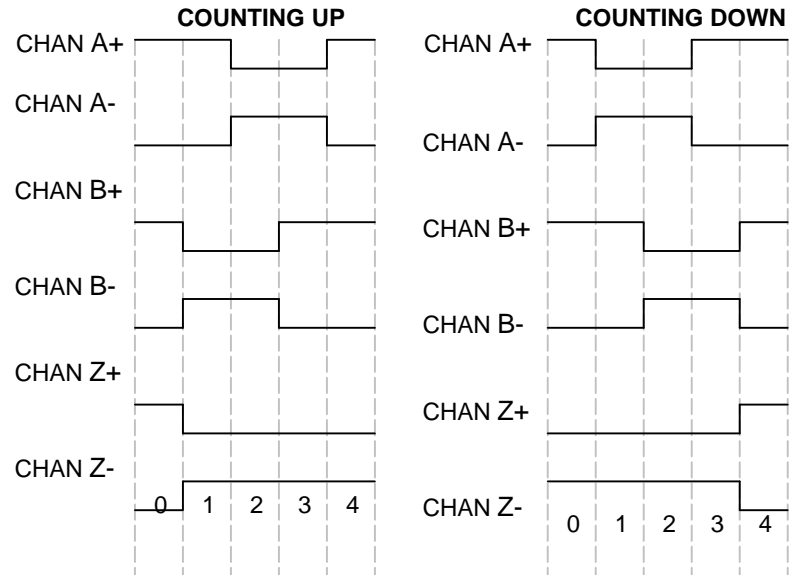 COUNTING UP
CHAN A+
CHAN A-
CHAN B+
CHAN B-
CHAN Z+
CHAN Z-
0 1 2 3 4
COUNTING DOWN
CHAN A+
CHAN A-
CHAN B+
CHAN B-
CHAN Z+
CHAN Z-
0 1 2 3 4